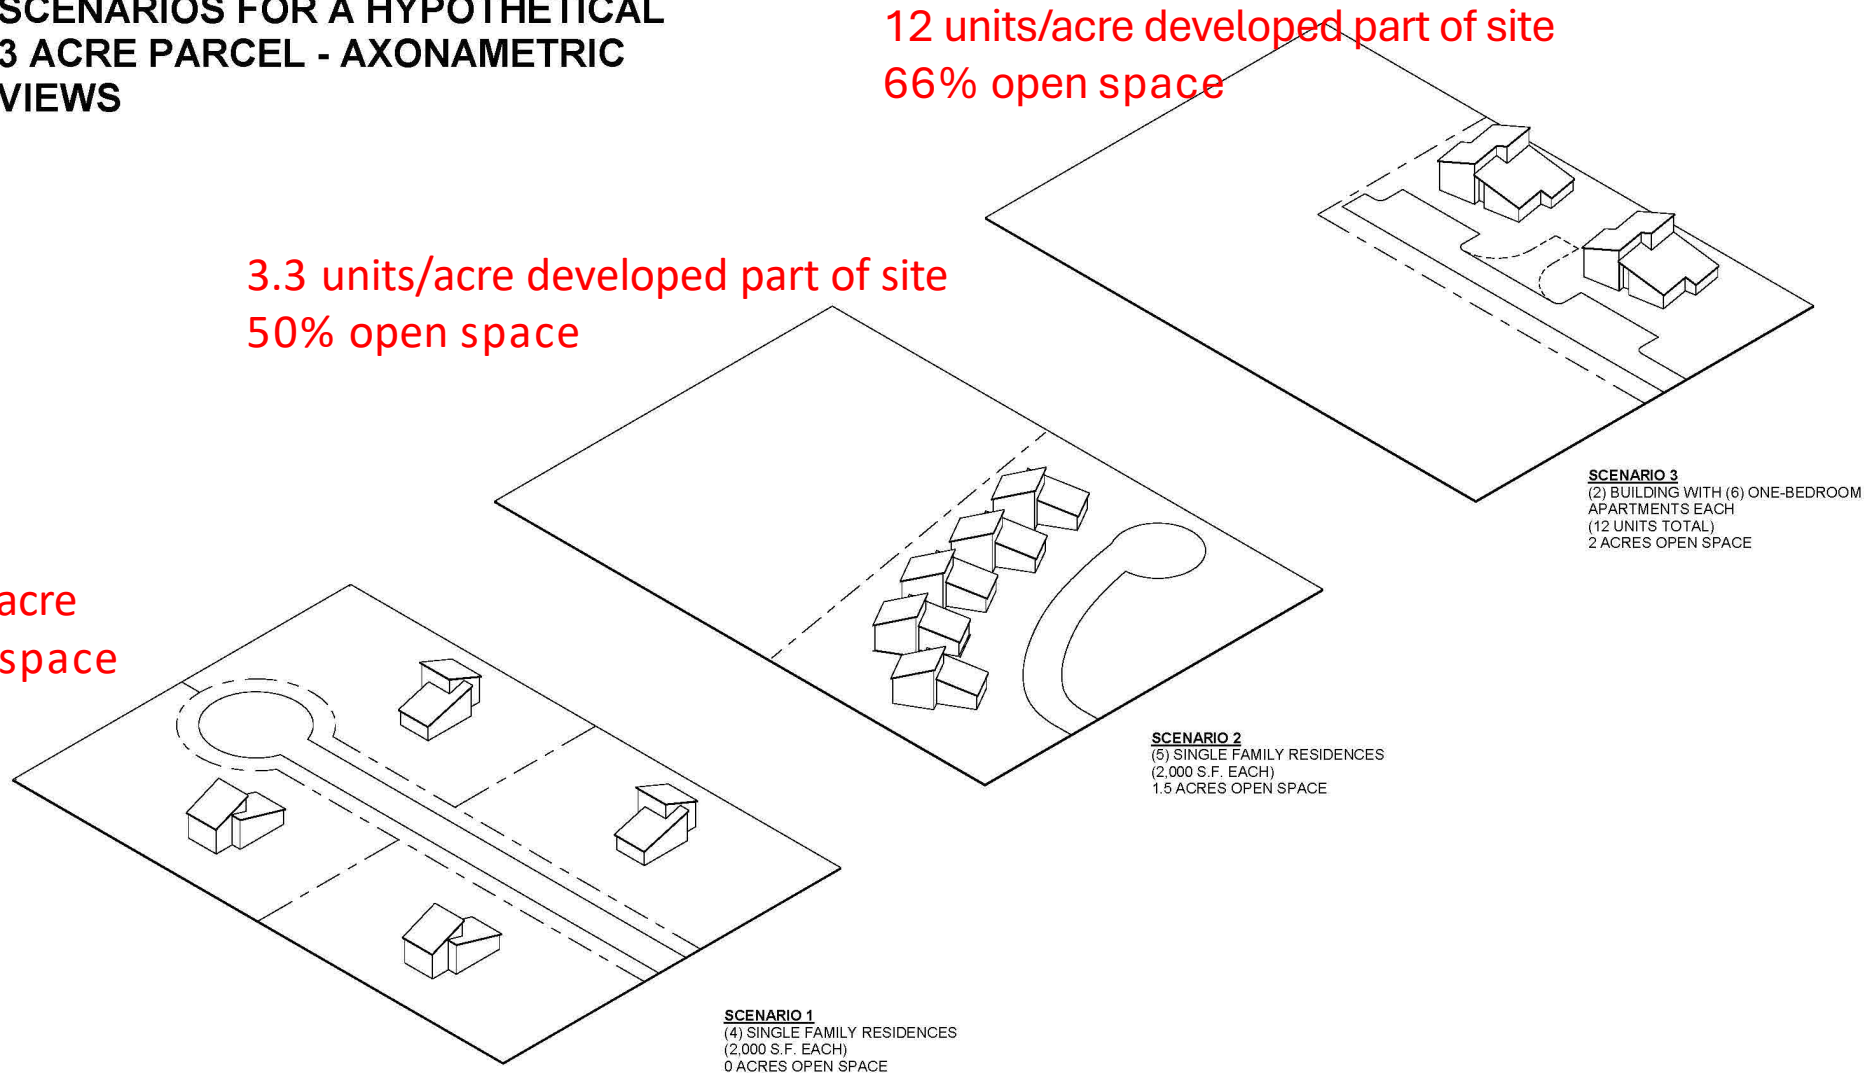 SCENARIOS FOR A HYPOTHETICAL
3 ACRE PARCEL - AXONAMETRIC
VIEWS
12 units/acre developed part of site
66% open space
3.3 units/acre developed part of site
50% open space
acre
space
SCENARIO 3
(2) BUILDING WITH (6) ONE-BEDROOM
APARTMENTS EACH
(12 UNITS TOTAL)
2 ACRES OPEN SPACE
SCENARIO 2
(5) SINGLE FAMILY RESIDENCES
(2,000 S.F. EACH)
1.5 ACRES OPEN SPACE
SCENARIO 1
(4) SINGLE FAMILY RESIDENCES
(2,000 S.F. EACH)
0 ACRES OPEN SPACE